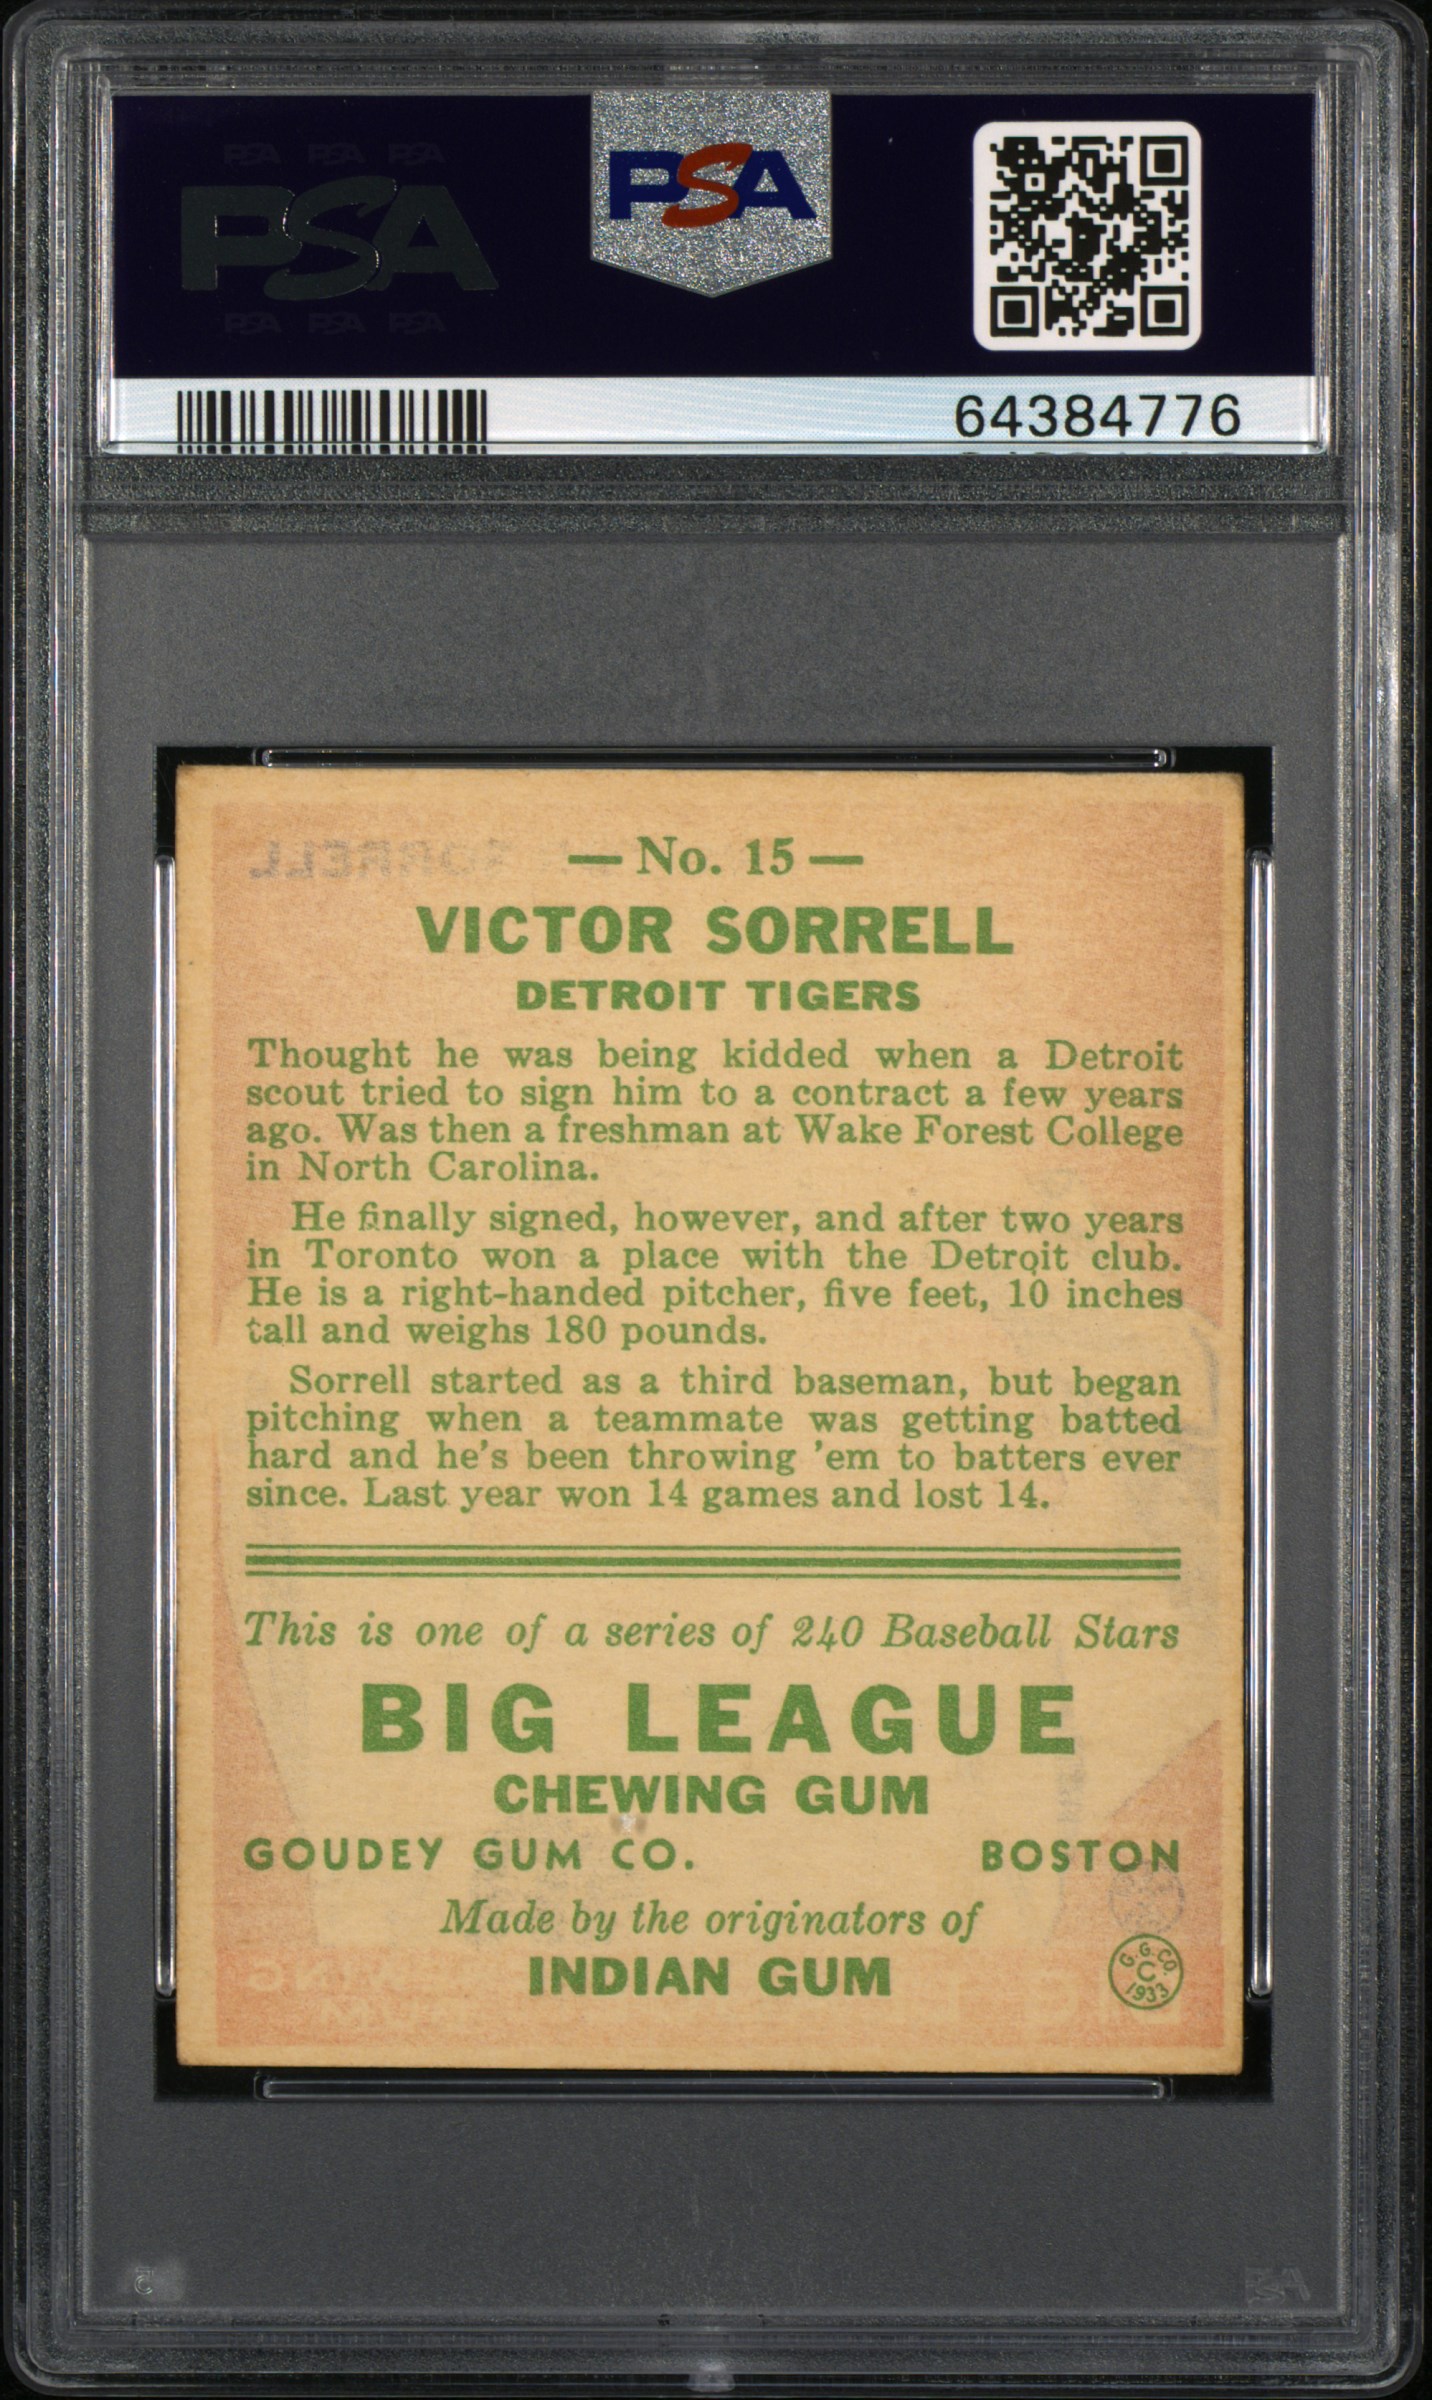 PSA PSA PSA
PSA
PSA PSA PSA
PSA
64384776
— No. 15 —
VICTOR SORRELL
DETROIT TIGERS
Thought he was being kidded when a Detroit
scout tried to sign him to a contract a few years
ago. Was then a freshman at Wake Forest College
in North Carolina.
He finally signed, however, and after two years
in Toronto won a place with the Detroit club.
He is a right-handed pitcher, five feet, 10 inches
tall and weighs 180 pounds.
Sorrell started as a third baseman, but began
pitching when a teammate was getting batted
hard and he's been throwing 'em to batters ever
since. Last year won 14 games and lost 14.
This is one of a series of 240 Baseball Stars
BIG LEAGUE
CHEWING GUM
GOUDEY GUM CO. BOSTON
Made by the originators of
INDIAN GUM
G. G. CO.
C
1933